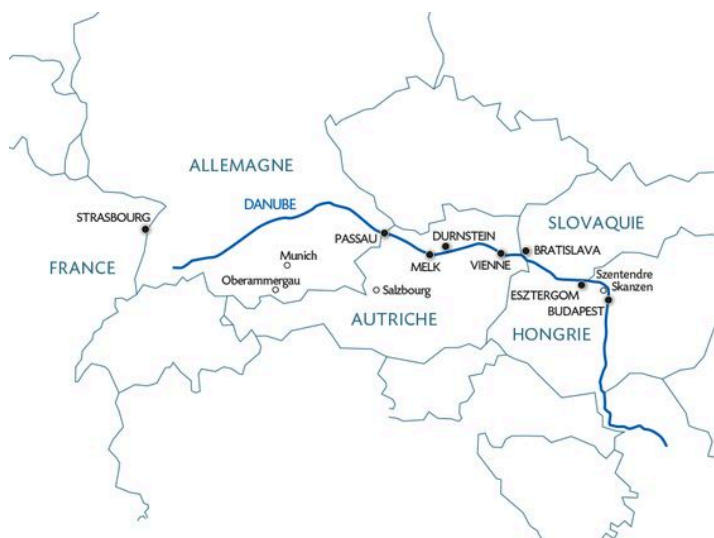 ALLEMAGNE
DANUBE
STRASBOURG
PASSAU
DURNSTEIN
SLOVAQUIE
FRANCE
Munich
MELK
VIENNE
BRATISLAVA
Oberammergau
Salzbourg
ESZTERGOM
Szentendre
Skanzen
BUDAPEST
AUTRICHE
HONGRIE